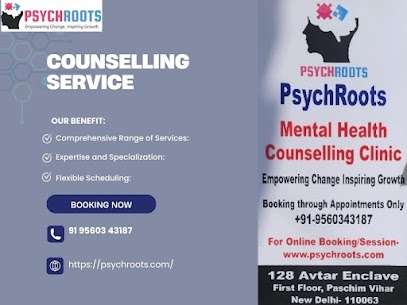 PSYCHROOTS
Empowering Change, Inspiring Growth
COUNSELLING
SERVICE
OUR BENEFIT:
Comprehensive Range of Services:
Expertise and Specialization:
Flexible Scheduling:
BOOKING NOW
91 9560 43187
https://psychroots.com/
PSYCHROOTS
PsychRoots
Mental Health
Counselling Clinic
Empowering Change Inspiring Growth
Booking through Appointments Only
+91-9560343187
For Online Booking/Session-
www.psychroots.com
128 Avtar Enclave
First Floor, Paschim Vihar
New Delhi- 110063